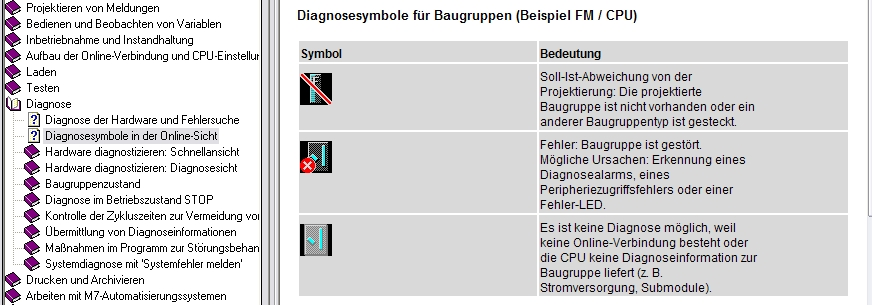 Projektieren von Meldungen
Bedienen und Beobachten von Variablen
Inbetriebnahme und Instandhaltung
Aufbau der Online-Verbindung und CPU-Einstellur
Laden
Testen
Diagnose
Diagnose der Hardware und Fehlersuche
Diagnosesymbole in der Online-Sicht
Hardware diagnostizieren: Schnellansicht
Hardware diagnostizieren: Diagnosesicht
Baugruppenzustand
Diagnose im Betriebszustand STOP
Kontrolle der Zykluszeiten zur Vermeidung vor
Übermittlung von Diagnoseinformationen
Maßnahmen im Programm zur Störungsbehan
Systemdiagnose mit 'Systemfehler melden'
Drucken und Archivieren
Arbeiten mit M7-Automatisierungssystemen
Diagnosesymbole für Baugruppen (Beispiel FM / CPU)
Symbol Bedeutung
Soll-Ist-Abweichung von der
Projektierung: Die projektierte
Baugruppe ist nicht vorhanden oder ein
anderer Baugruppentyp ist gesteckt.
Fehler: Baugruppe ist gestört.
Mögliche Ursachen: Erkennung eines
Diagnosealarms, eines
Peripheriezugriffsfehlers oder einer
Fehler-LED.
Es ist keine Diagnose möglich, weil
keine Online-Verbindung besteht oder
die CPU keine Diagnoseinformation zur
Baugruppe liefert (z. B.
Stromversorgung, Submodule).